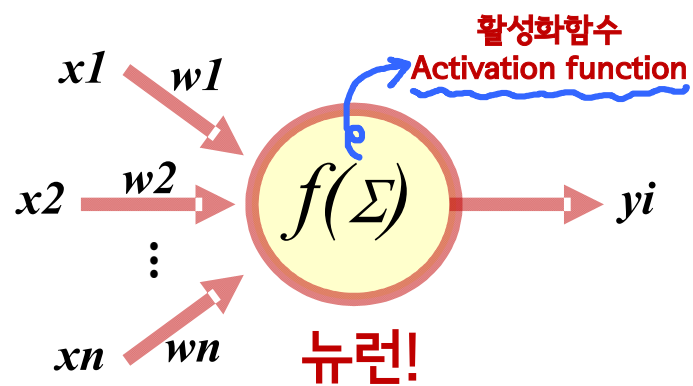 활성화함수
Activation function
x1 w1
x2 w2
f(Σ)
yi
⋮
xn wn
뉴런!